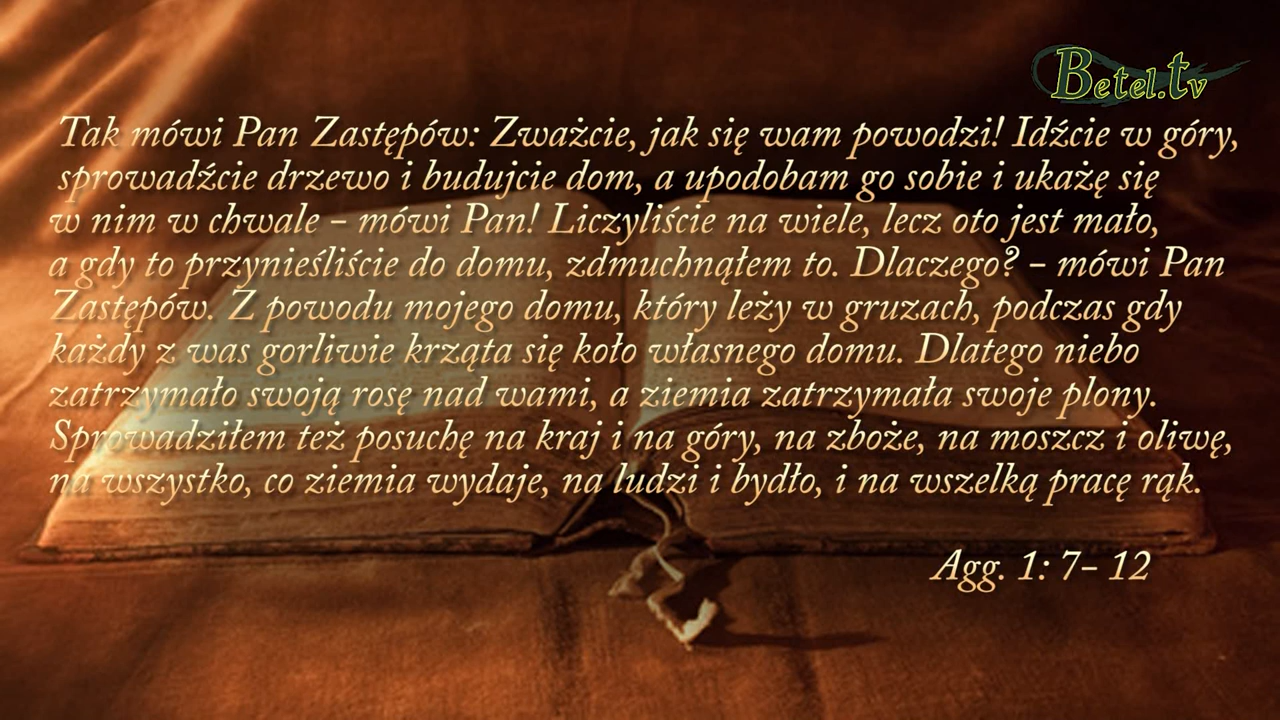 Betel.tv
Tak mówi Pan Zastępów: Zważcie, jak się wam powodzi! Idźcie w góry,
sprowadźcie drzewo i budujcie dom, a upodobam go sobie i ukażę się
w nim w chwale – mówi Pan! Liczyliście na wiele, lecz oto jest mało,
a gdy to przynieśliście do domu, zdmuchnąłem to. Dlaczego? – mówi Pan
Zastępów. Z powodu mojego domu, który leży w gruzach, podczas gdy
każdy z was gorliwie krząta się koło własnego domu. Dlatego niebo
zatrzymało swoją rosę nad wami, a ziemia zatrzymała swoje plony.
Sprowadziłem też posuchę na kraj i na góry, na zboże, na moszcz i oliwę,
na wszystko, co ziemia wydaje, na ludzi i bydło, i na wszelką pracę rąk.
Agg. 1: 7– 12